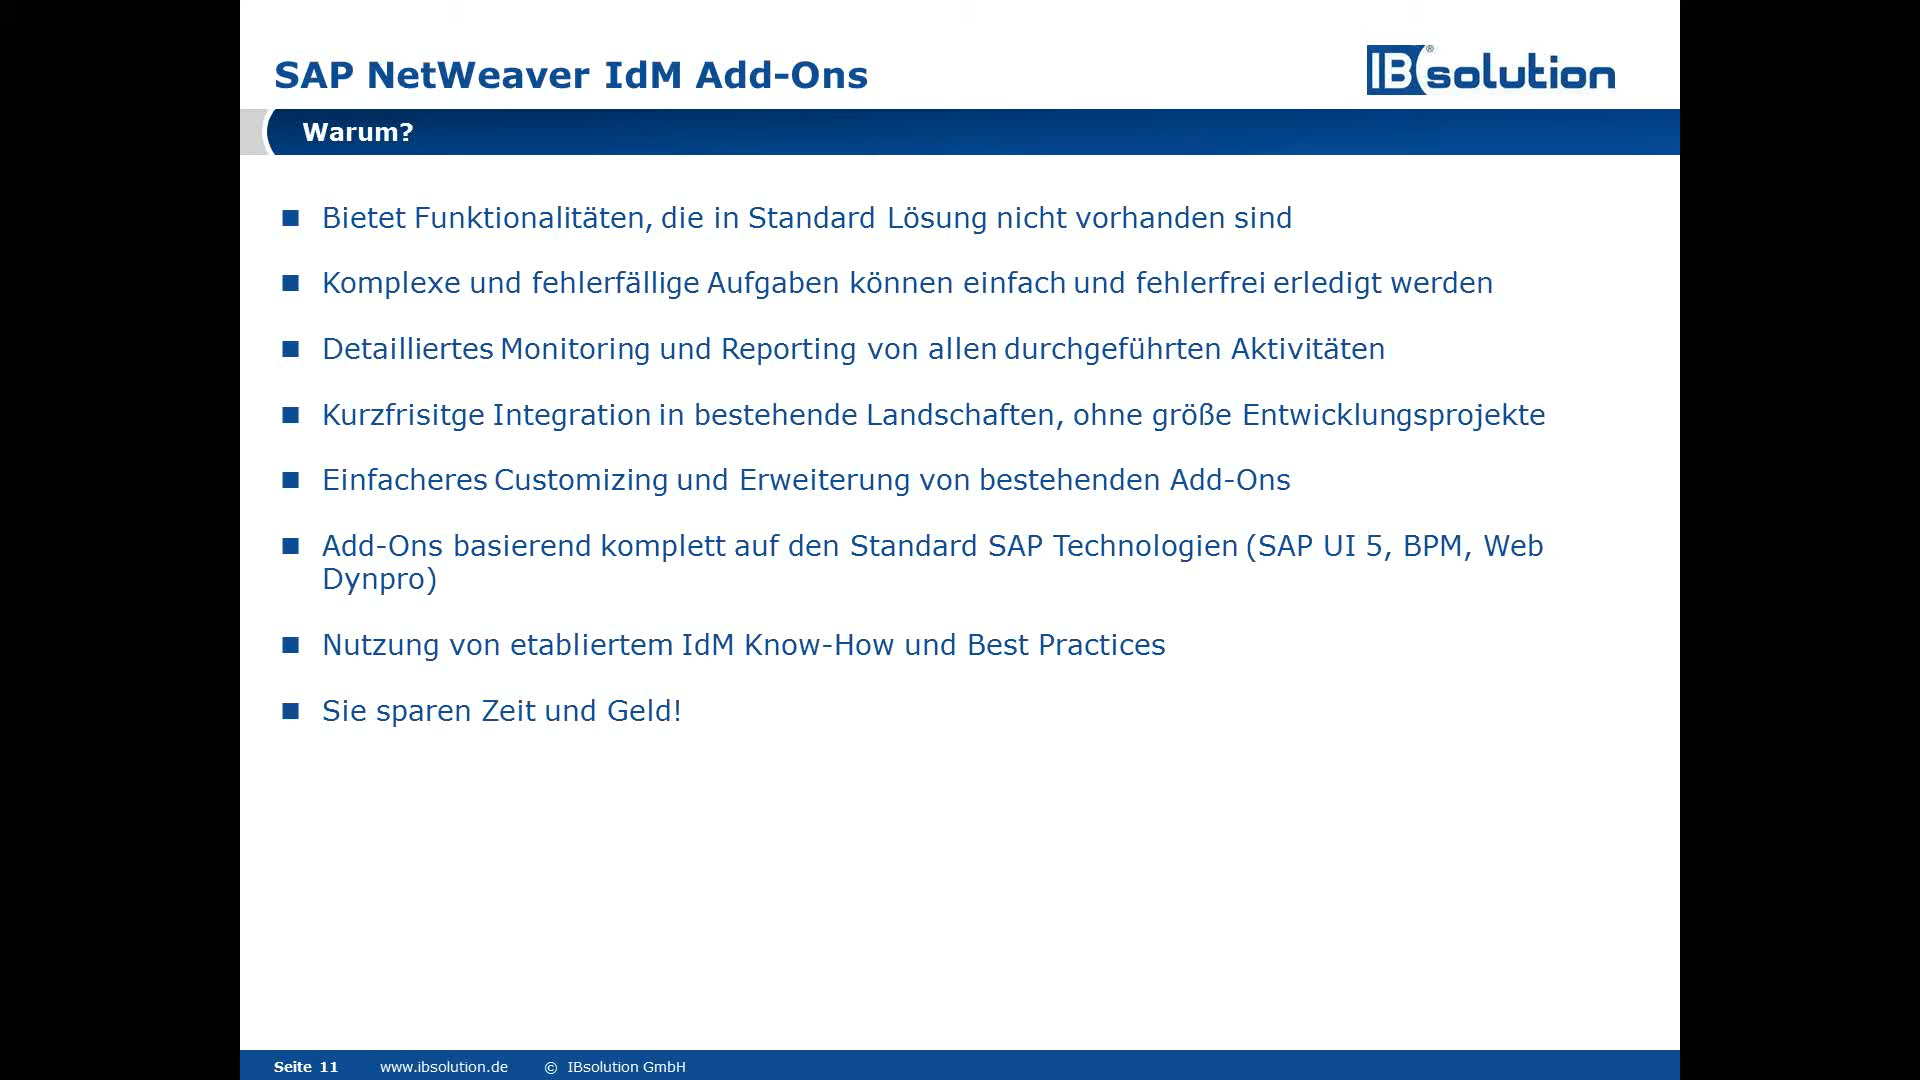 SAP NetWeaver IdM Add-Ons
IBsolution®
Warum?
Bietet Funktionalitäten, die in Standard Lösung nicht vorhanden sind
Komplexe und fehlerfällige Aufgaben können einfach und fehlerfrei erledigt werden
Detailliertes Monitoring und Reporting von allen durchgeführten Aktivitäten
Kurzfrisitge Integration in bestehende Landschaften, ohne größe Entwicklungsprojekte
Einfacheres Customizing und Erweiterung von bestehenden Add-Ons
Add-Ons basierend komplett auf den Standard SAP Technologien (SAP UI 5, BPM, Web
Dynpro)
Nutzung von etabliertem IdM Know-How und Best Practices
Sie sparen Zeit und Geld!
Seite 11 www.ibsolution.de © IBsolution GmbH